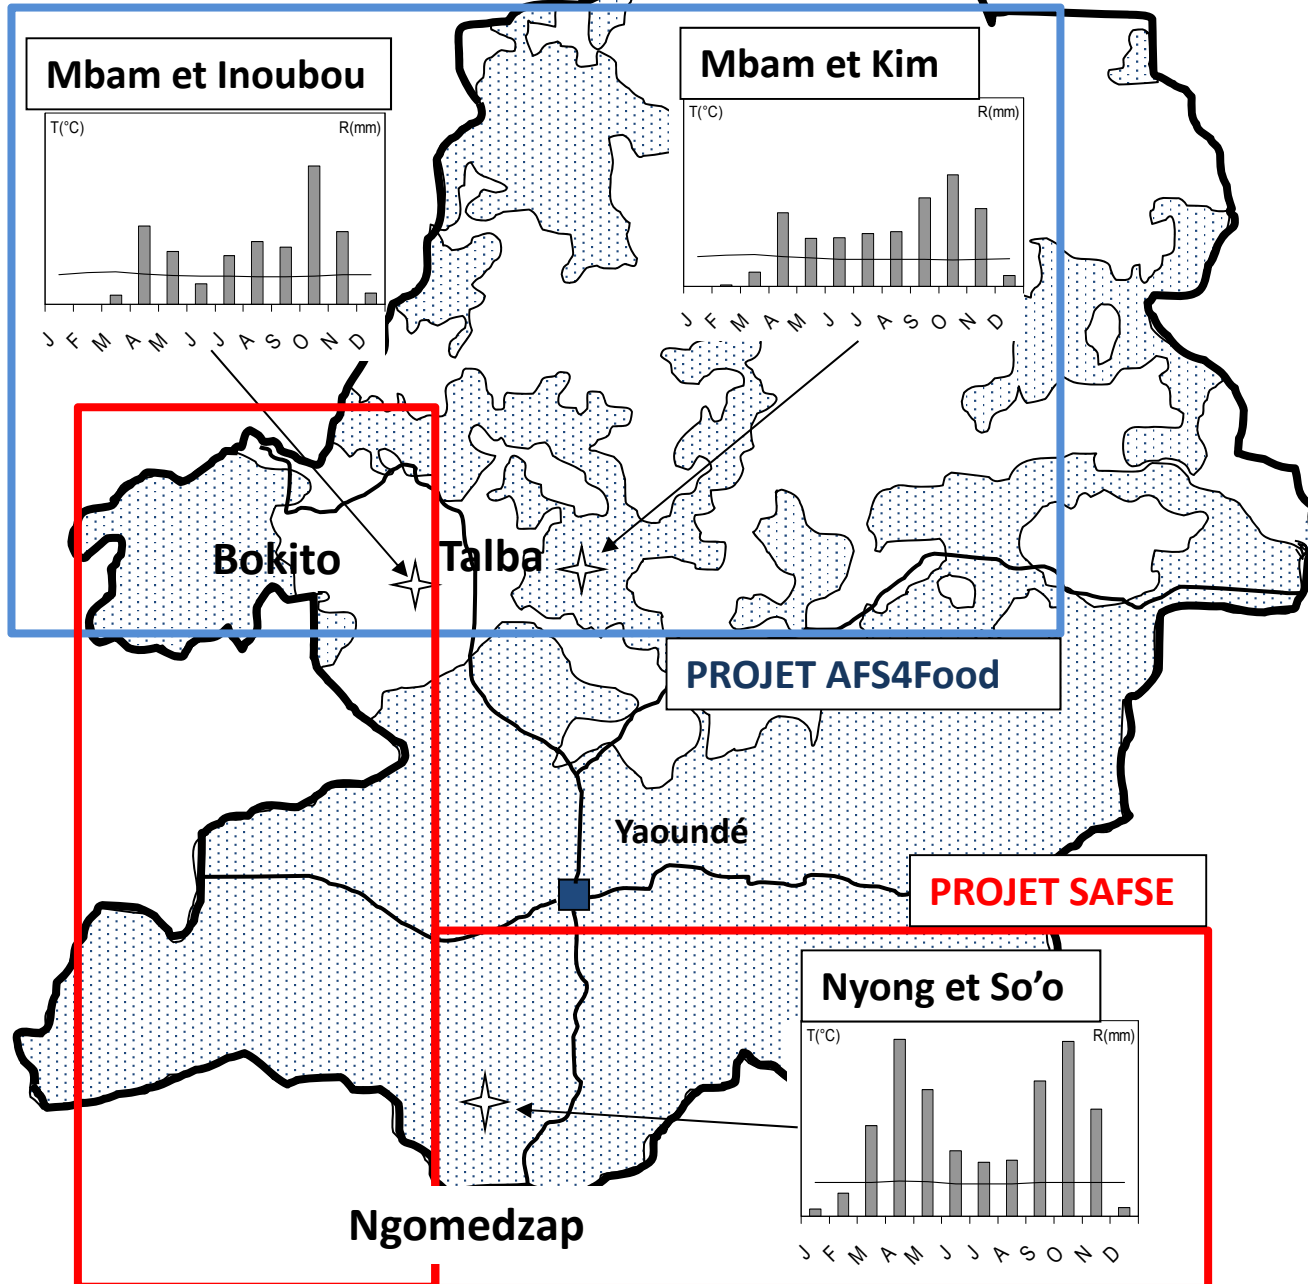 Mbam et Inoubou
T(°C) R(mm)
J F M A M J J A S O N D
Mbam et Kim
T(°C) R(mm)
J F M A M J J A S O N D
Bokito
Talba
PROJET AFS4Food
Yaoundé
PROJET SAFSE
Nyong et So’o
T(°C) R(mm)
J F M A M J J A S O N D
Ngomedzap